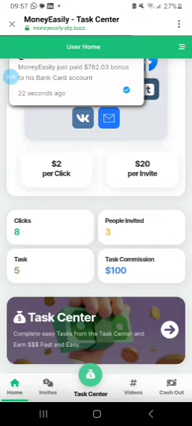 09:57
27%
MoneyEasily - Task Center
moneyeasily-jbp.buzz
User Home
MoneyEasily just paid $762.03 bonus
to his Bank Card account
22 seconds ago
$2
per Click
$20
per Invite
Clicks
8
People Invited
3
Task
5
Task Commission
$100
Task Center
Complete easy Tasks from the Task Center and
Earn $$$ Fast and Easy.
Home
Invites
Task Center
Videos
Cash Out